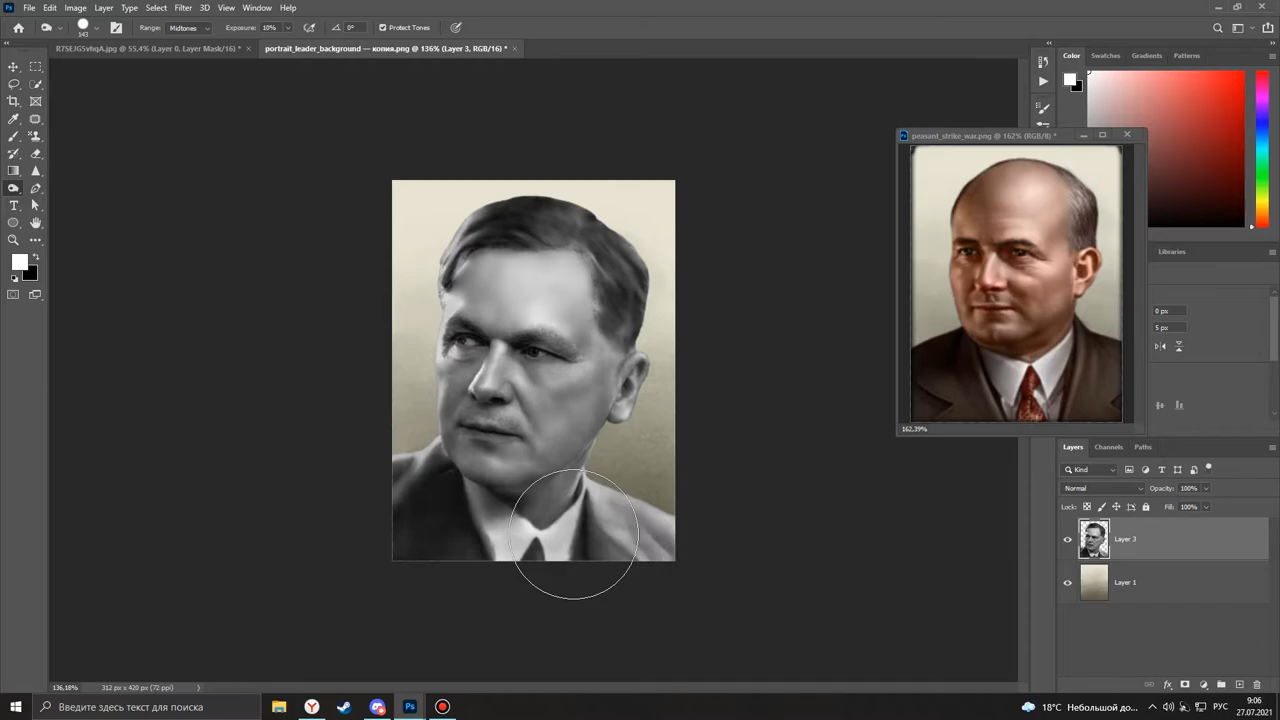 Ps File Edit Image Layer Type Select Filter 3D View Window Help
143 Range: Midtones Exposure: 10% 0° Protect Tones
R7SEJG5vhqA.jpg @ 55,4% (Layer 0, Layer Mask/16) * × portrait_leader_background — копия.png @ 136% (Layer 3, RGB/16) * ×
Color Swatches Gradients Patterns
peasant_strike_war.png @ 162% (RGB/8) *
162,39%
Libraries
0 px
5 px
Layers Channels Paths
Kind
Normal Opacity: 100%
Lock: Fill: 100%
Layer 3
Layer 1
fx
136,18% 312 px x 420 px (72 ppi)
Введите здесь текст для поиска
Ps
18°C Небольшой до... РУС
9:06
27.07.2021